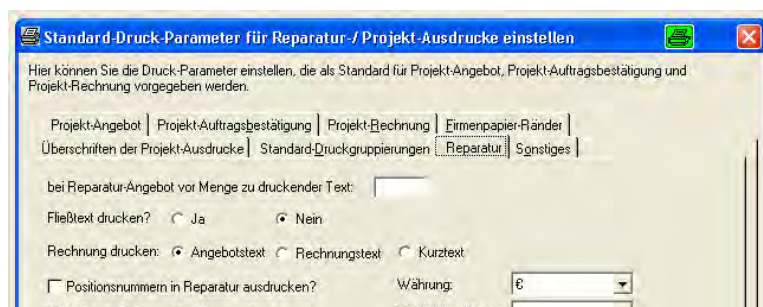 Standard-Druck-Parameter für Reparatur-/ Projekt-Ausdrucke einstellen
Hier können Sie die Druck-Parameter einstellen, die als Standard für Projekt-Angebot, Projekt-Auftragsbestätigung und
Projekt-Rechnung vorgegeben werden.
Projekt-Angebot Projekt-Auftragsbestätigung Projekt-Rechnung Firmenpapier-Ränder
Überschriften der Projekt-Ausdrucke Standard-Druckgruppierungen Reparatur Sonstiges
bei Reparatur-Angebot vor Menge zu druckender Text:
Fließtext drucken? Ja Nein
Rechnung drucken: Angebotstext Rechnungstext Kurztext
Positionsnummern in Reparatur ausdrucken? Währung: €